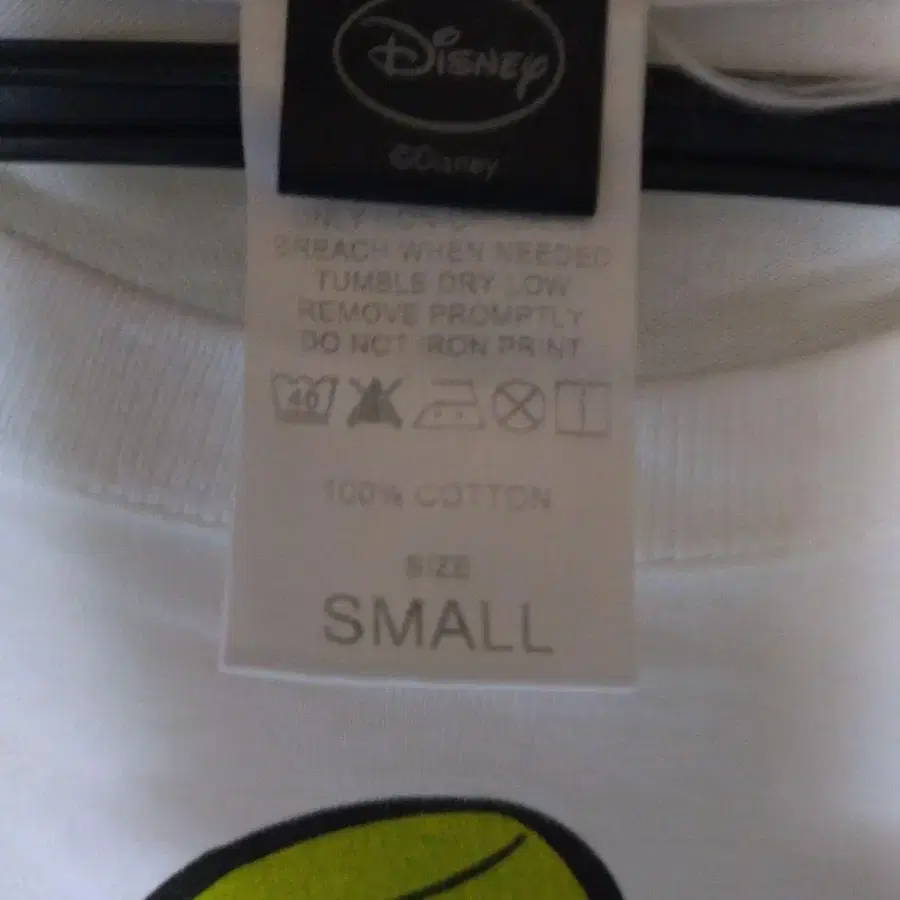 Disney
©Disney
BREACH WHEN NEEDED
TUMBLE DRY LOW
REMOVE PROMPTLY
DO NOT IRON PRINT
40
100% COTTON
SIZE
SMALL